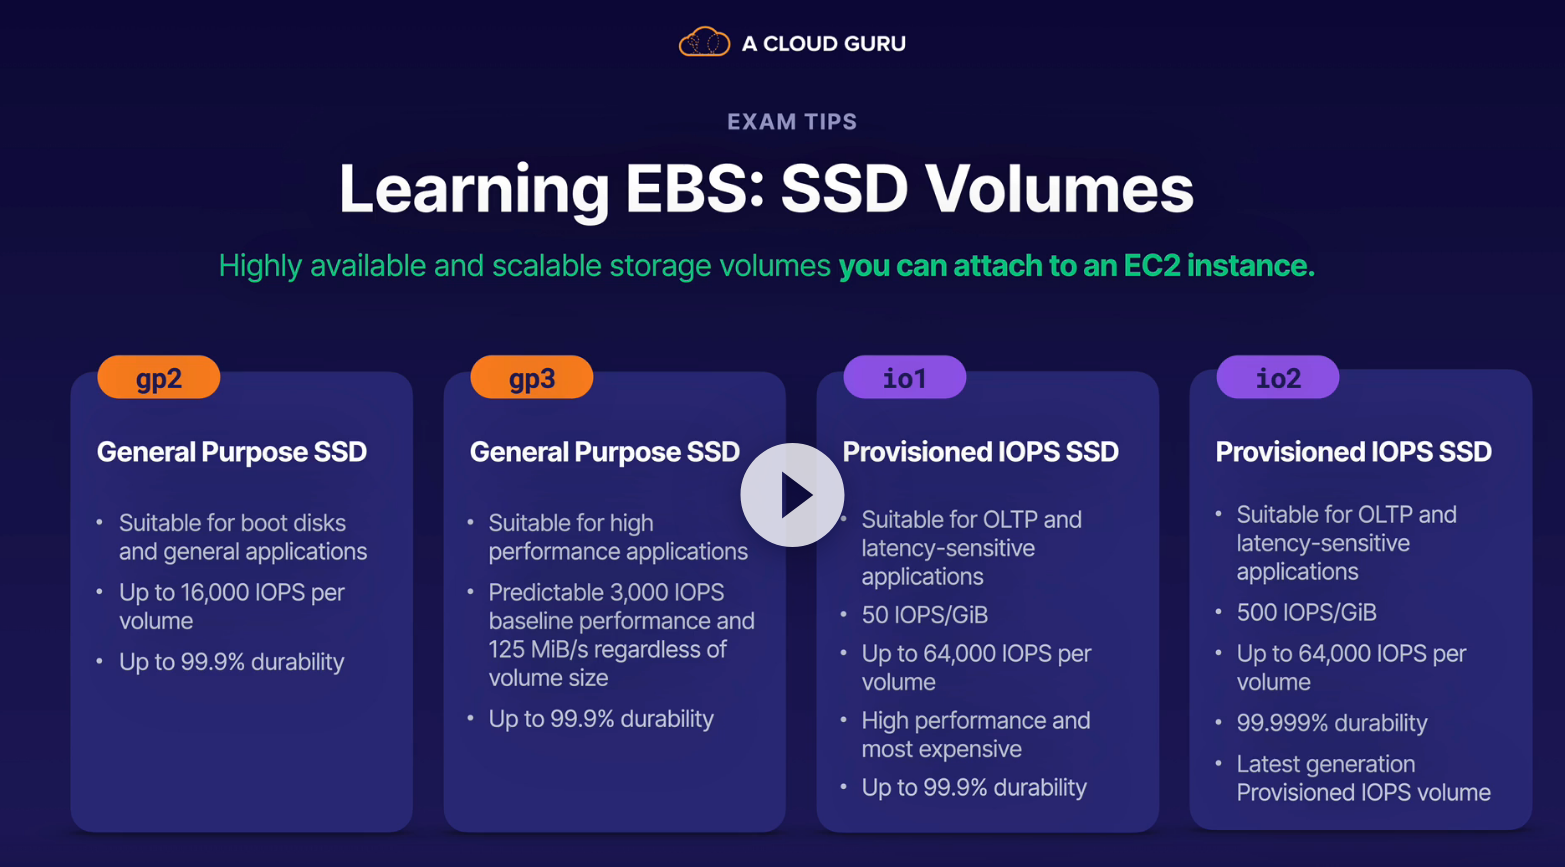 A CLOUD GURU
EXAM TIPS
Learning EBS: SSD Volumes
Highly available and scalable storage volumes you can attach to an EC2 instance.
gp2
General Purpose SSD
• Suitable for boot disks
and general applications
• Up to 16,000 IOPS per
volume
• Up to 99.9% durability
gp3
General Purpose SSD
• Suitable for high
performance applications
• Predictable 3,000 IOPS
baseline performance and
125 MiB/s regardless of
volume size
• Up to 99.9% durability
io1
Provisioned IOPS SSD
• Suitable for OLTP and
latency-sensitive
applications
• 50 IOPS/GiB
• Up to 64,000 IOPS per
volume
• High performance and
most expensive
• Up to 99.9% durability
io2
Provisioned IOPS SSD
• Suitable for OLTP and
latency-sensitive
applications
• 500 IOPS/GiB
• Up to 64,000 IOPS per
volume
• 99.999% durability
• Latest generation
Provisioned IOPS volume